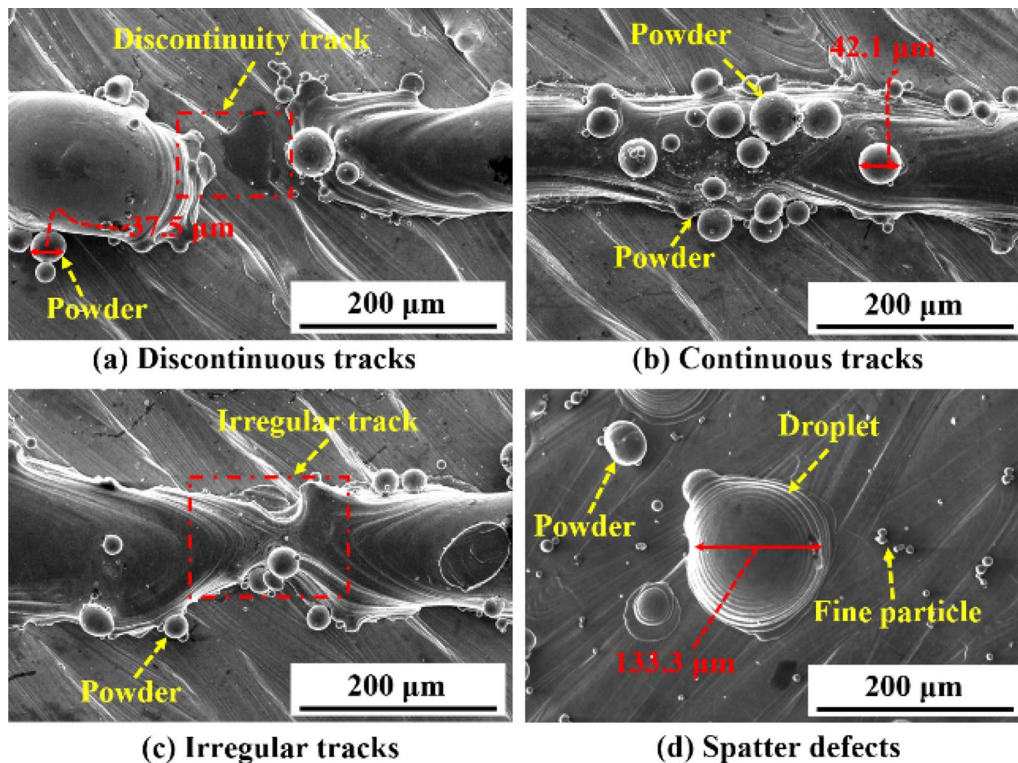 Discontinuity track
37.5 μm
Powder
200 μm
(a) Discontinuous tracks
Powder
42.1 μm
Powder
200 μm
(b) Continuous tracks
Irregular track
Powder
200 μm
(c) Irregular tracks
Droplet
Powder
Fine particle
133.3 μm
200 μm
(d) Spatter defects